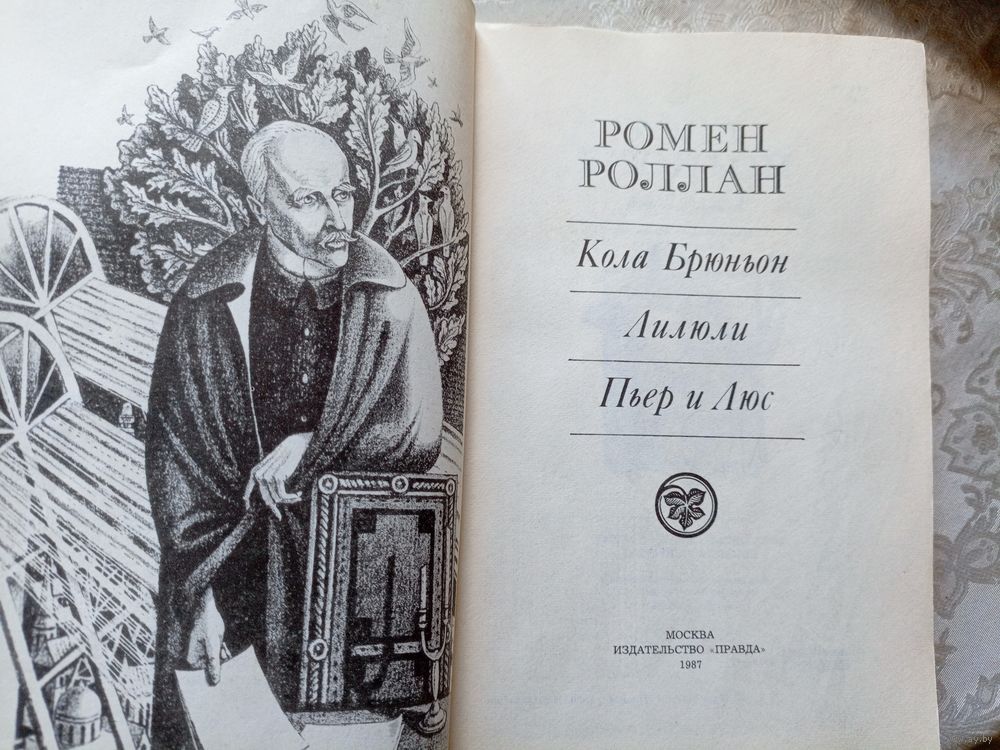 РОМЕН
РОЛЛАН
Кола Брюньон
Лилюли
Пьер и Люс
МОСКВА
ИЗДАТЕЛЬСТВО «ПРАВДА»
1987